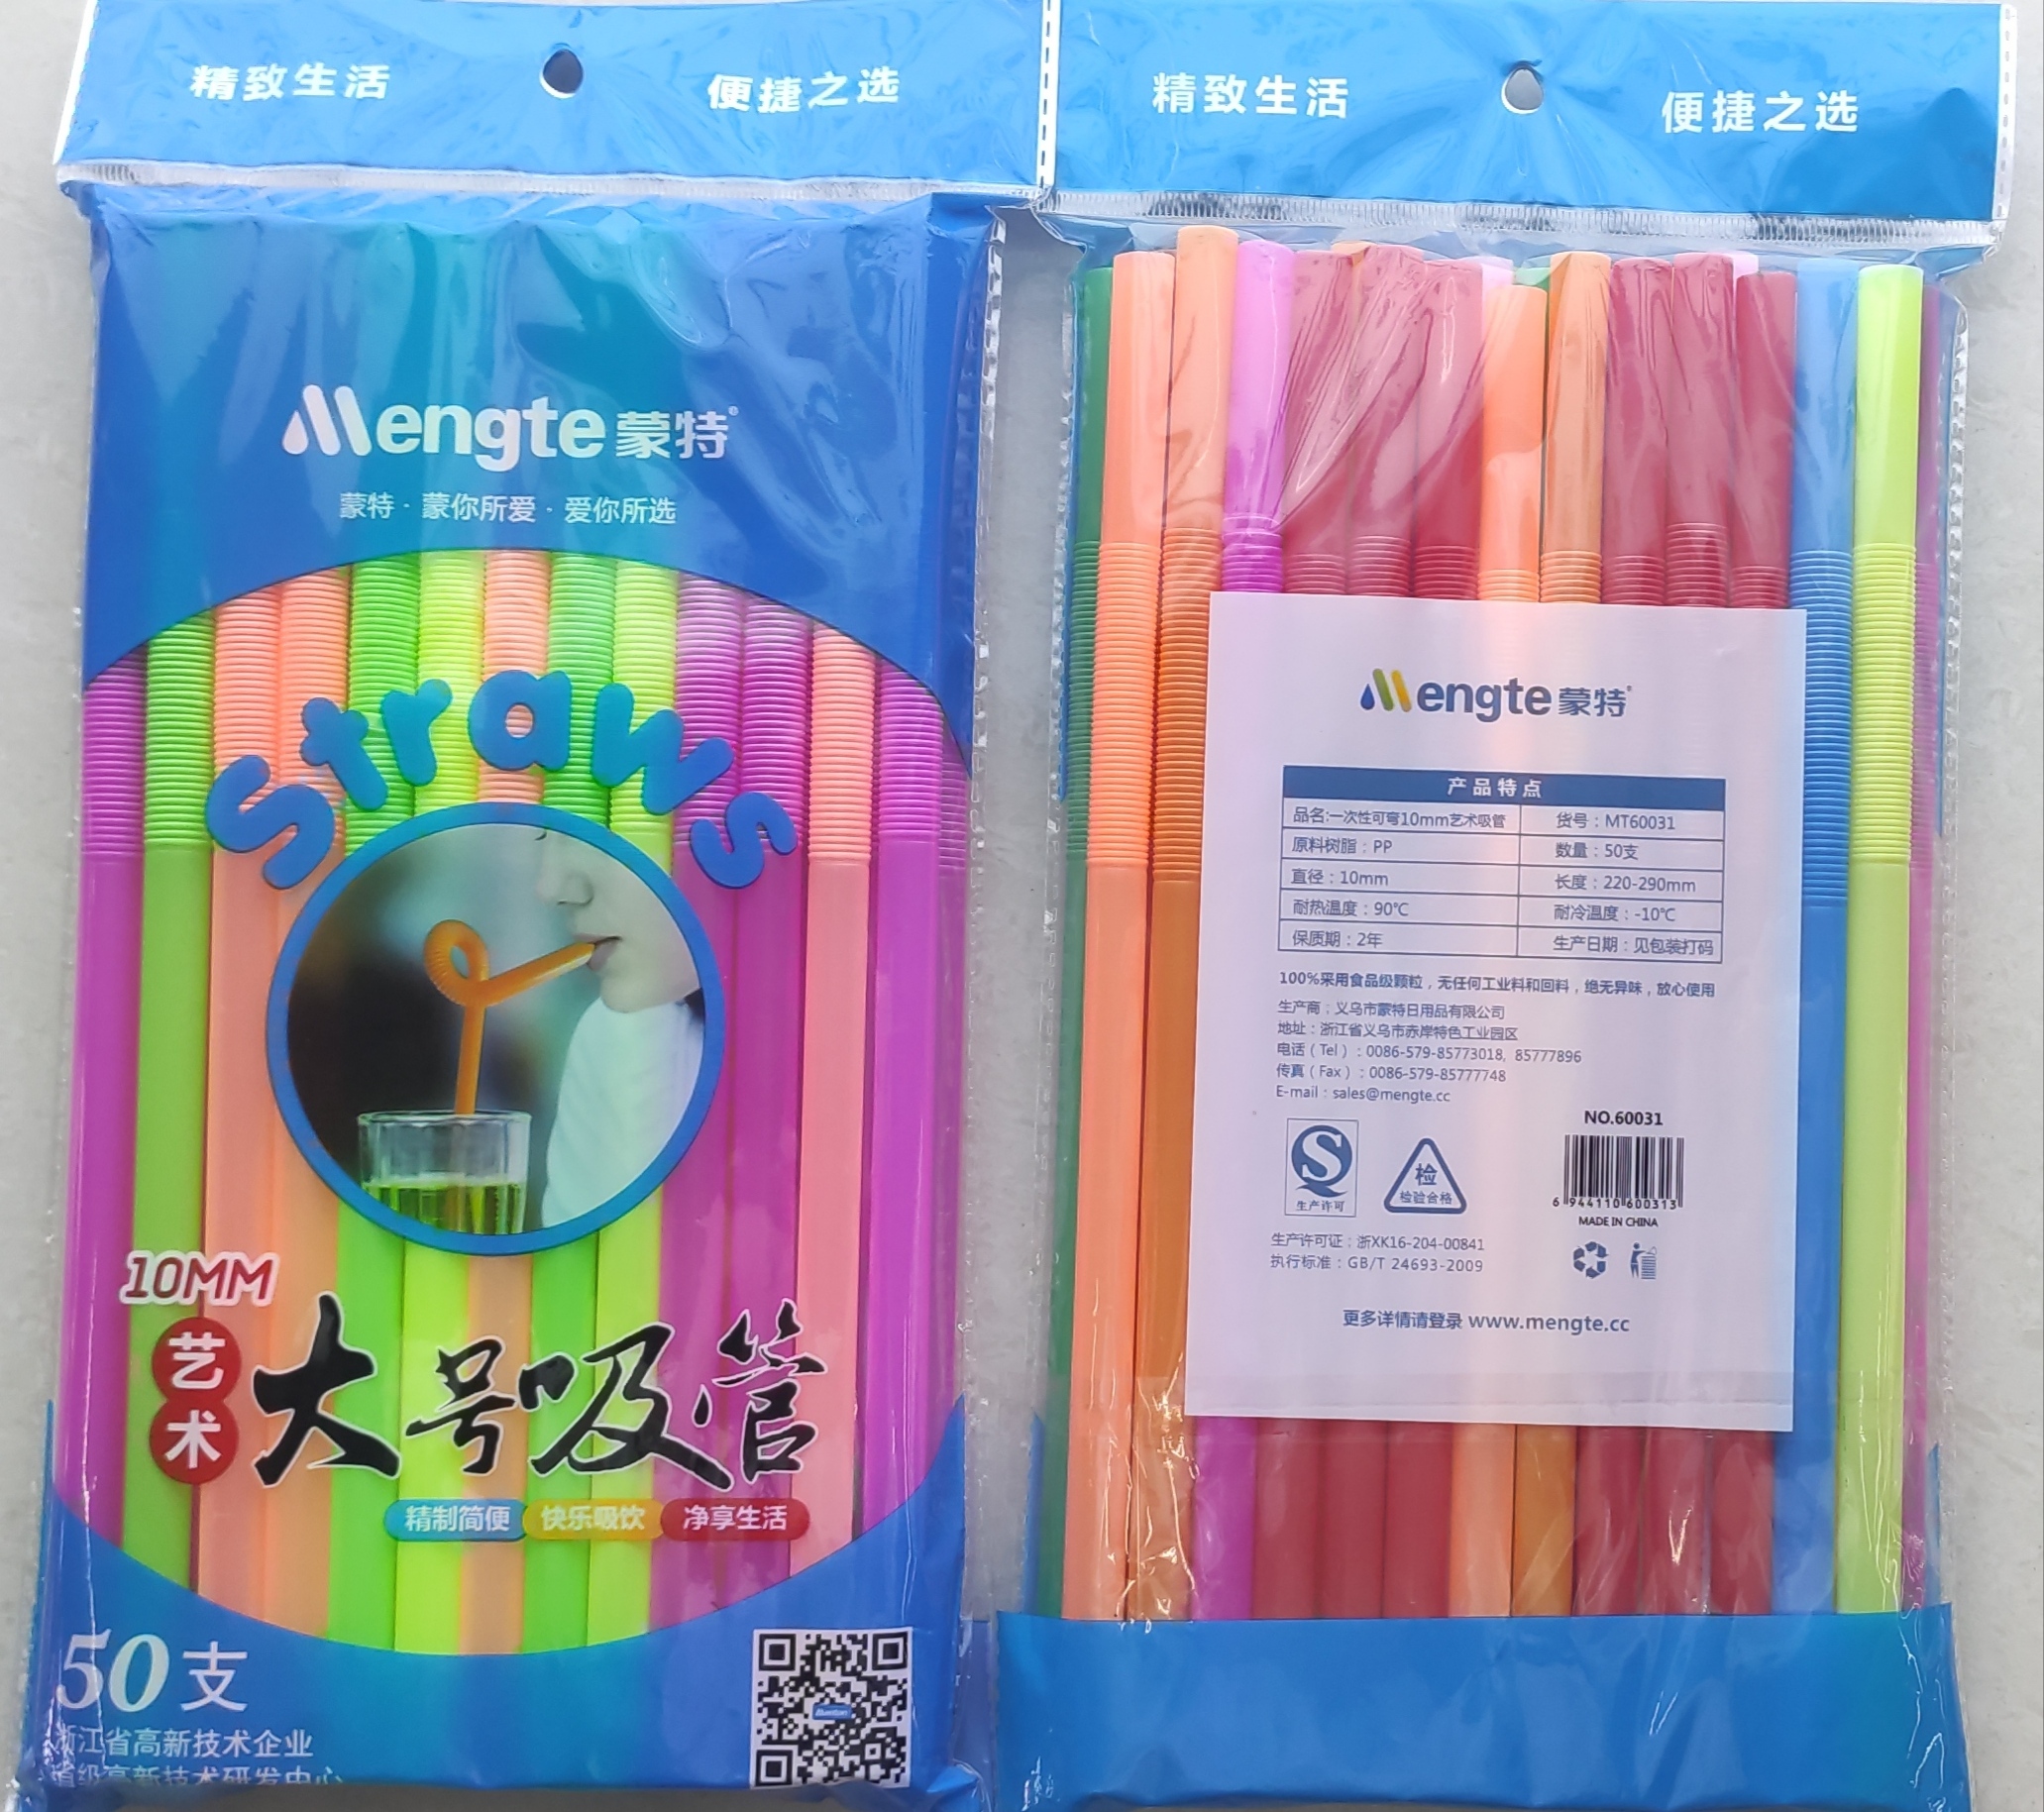 精致生活 便捷之选
Mengte蒙特®
蒙特·蒙你所爱·爱你所选
Straws
10MM
艺术 大号吸管
精制简便 快乐吸饮 净享生活
50支
浙江省高新技术企业
省级高新技术研发中心
精致生活 便捷之选
Mengte蒙特®
产品特点
品名:一次性可弯10mm艺术吸管 货号：MT60031
原料树脂：PP 数量：50支
直径：10mm 长度：220-290mm
耐热温度：90℃ 耐冷温度：-10℃
保质期：2年 生产日期：见包装打码
100%采用食品级颗粒，无任何工业料和回料，绝无异味，放心使用
生产商：义乌市蒙特日用品有限公司
地址：浙江省义乌市赤岸特色工业园区
电话（Tel）：0086-579-85773018, 85777896
传真（Fax）：0086-579-85777748
E-mail：sales@mengte.cc
NO.60031
生产许可
检
检验合格
6 944110 600313
MADE IN CHINA
生产许可证：浙XK16-204-00841
执行标准：GB/T 24693-2009
更多详情请登录 www.mengte.cc